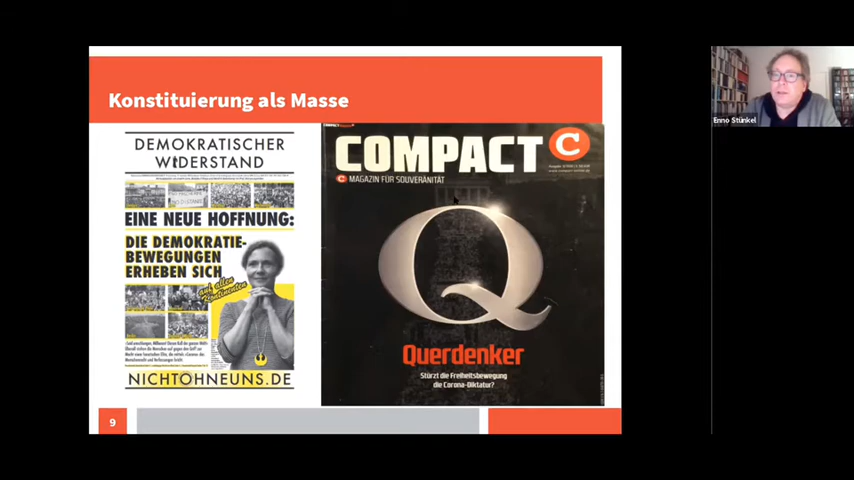 Konstituierung als Masse
DEMOKRATISCHER
WIDERSTAND
EINE NEUE HOFFNUNG:
DIE DEMOKRATIE-
BEWEGUNGEN
ERHEBEN SICH
auf allen
Kontinenten
NICHTOHNEUNS.DE
COMPACT
C
C MAGAZIN FÜR SOUVERÄNITÄT
Q
Querdenker
Stürzt die Freiheitsbewegung
die Corona-Diktatur?
9
Enno Stünkel